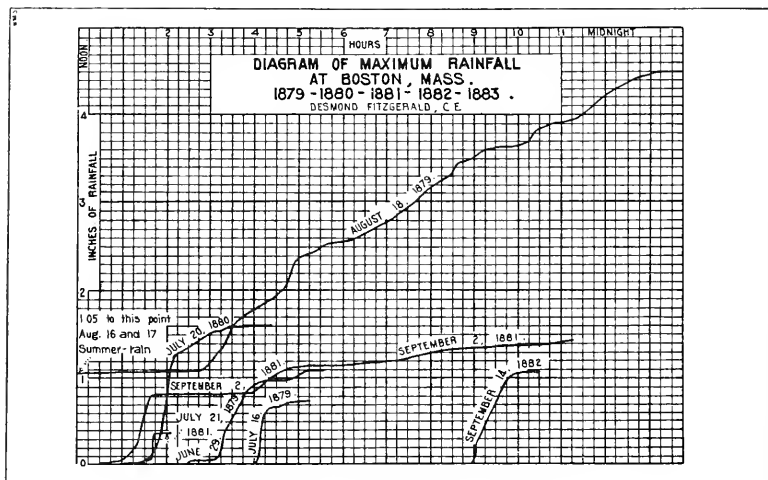 NOON 2 3 4 5 6 7 8 9 10 11 MIDNIGHT
HOURS
DIAGRAM OF MAXIMUM RAINFALL
AT BOSTON, MASS.
1879 - 1880 - 1881 - 1882 - 1883 .
DESMOND FITZGERALD, C.E.
INCHES OF RAINFALL
4
3
2
1
0
AUGUST 18, 1879.
1.05 to this point
Aug. 16 and 17
Summer-rain
JULY 20, 1880
SEPTEMBER 2, 1881.
SEPTEMBER 2, 1881.
JULY 21,
1881.
JUNE 29, 1879
JULY 16 1879.
SEPTEMBER 14, 1882